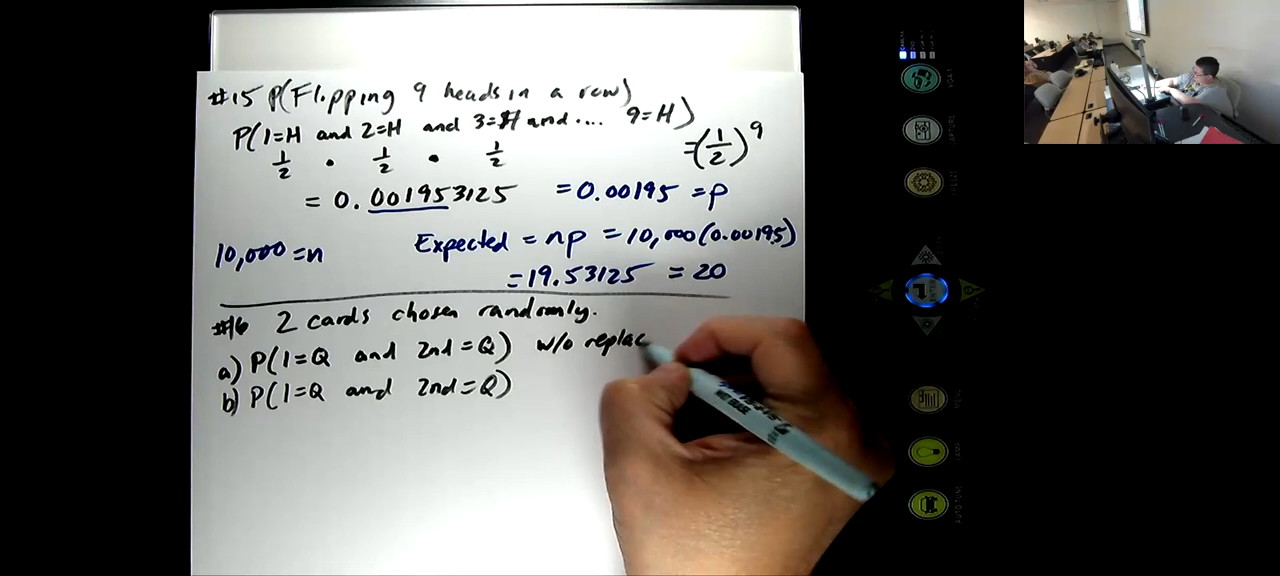 #15 P(Flipping 9 heads in a row)
P(1=H and 2=H and 3=H and.... 9=H)
1/2 • 1/2 • 1/2 =(1/2)^9
= 0.001953125 =0.00195 =p
10,000=n Expected = np =10,000(0.00195)
=19.53125 =20
#16 2 cards chosen randomly.
a) P(1=Q and 2nd=Q) w/o replac
b) P(1=Q and 2nd=Q)